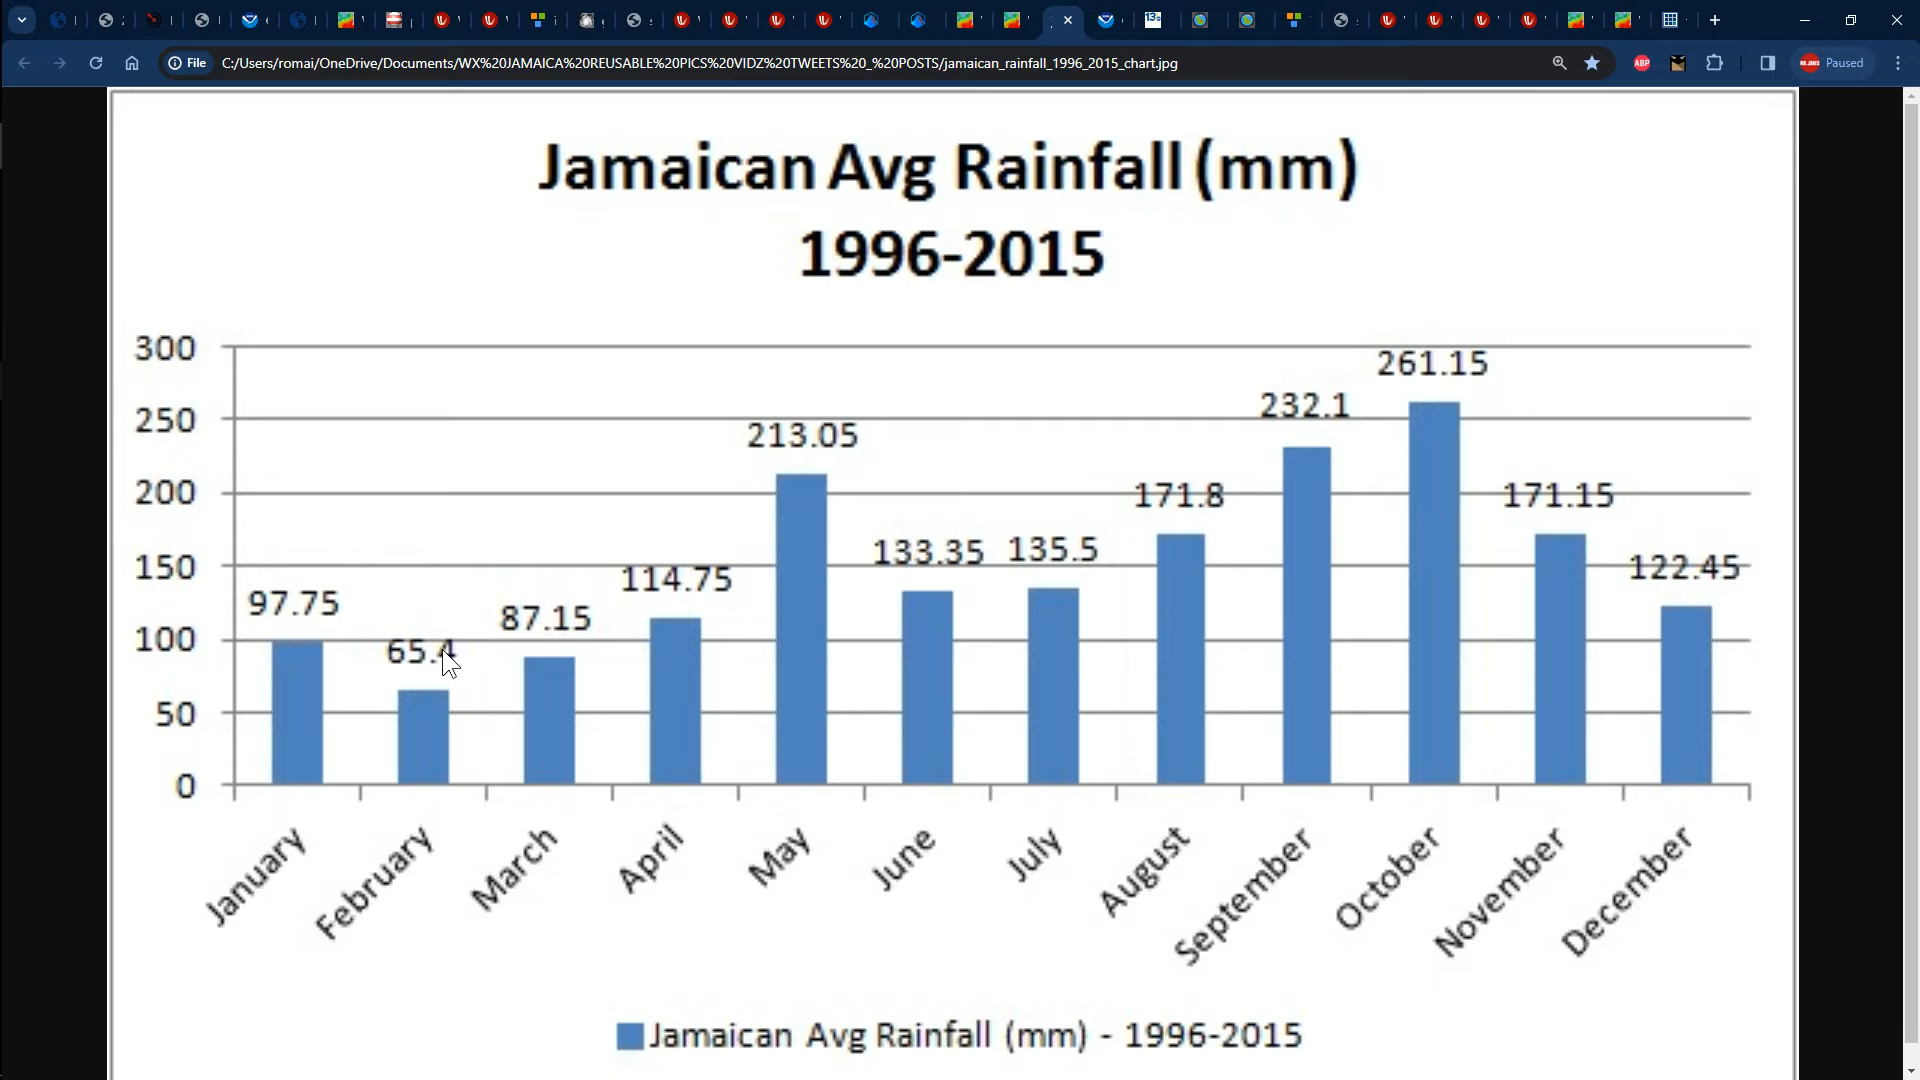 File
C:/Users/romai/OneDrive/Documents/WX%20JAMAICA%20REUSABLE%20PICS%20VIDZ%20TWEETS%20_%20POSTS/jamaican_rainfall_1996_2015_chart.jpg
ABP
Paused
Jamaican Avg Rainfall (mm)
1996-2015
300
250
200
150
100
50
0
97.75
65.4
87.15
114.75
213.05
133.35
135.5
171.8
232.1
261.15
171.15
122.45
January
February
March
April
May
June
July
August
September
October
November
December
Jamaican Avg Rainfall (mm) - 1996-2015